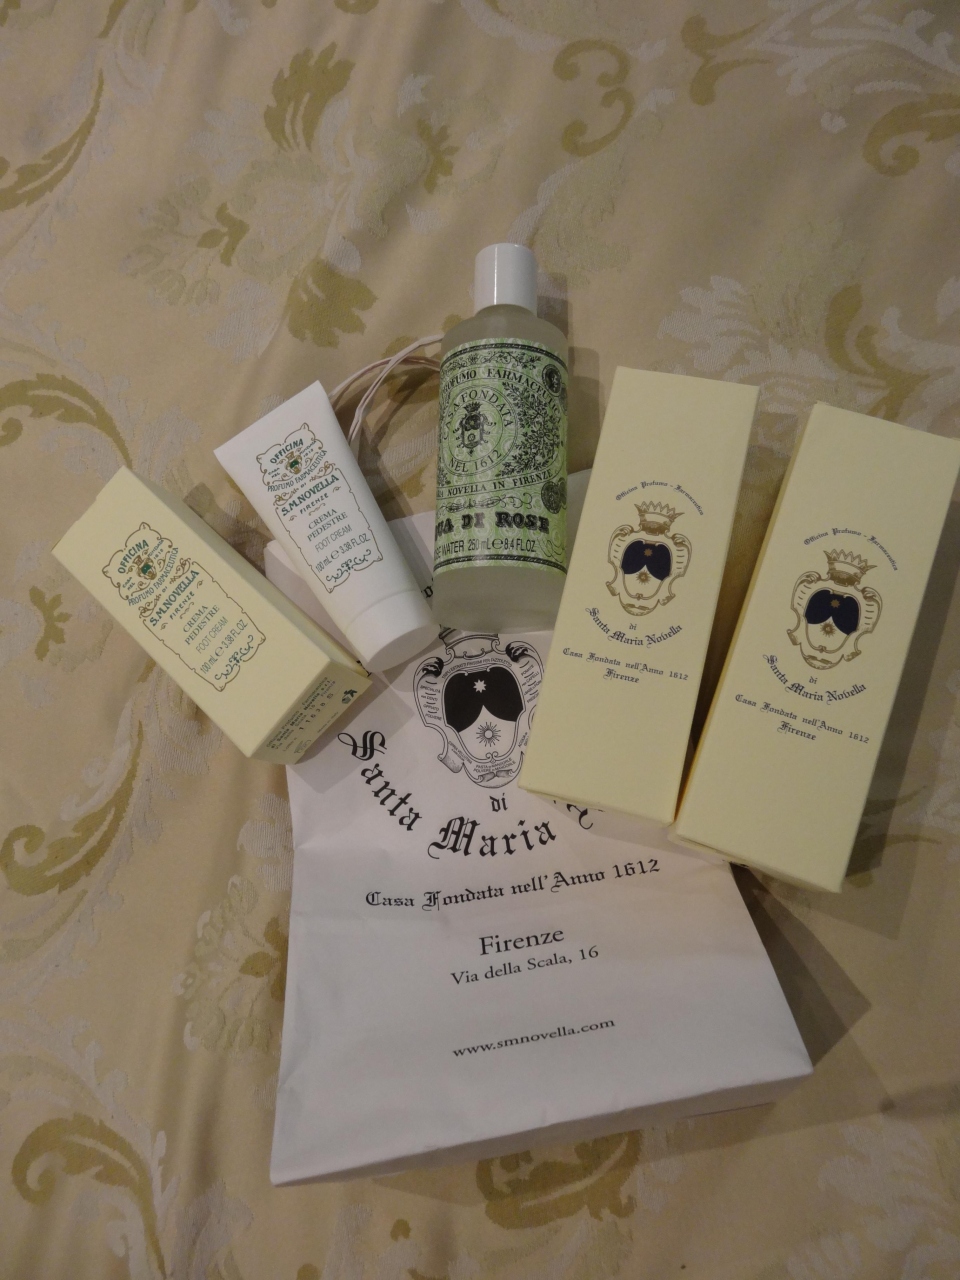 OFFICINA
PROFUMO FARMACEUTICA
DI
S.M.NOVELLA
FIRENZE
CREMA
PEDESTRE
FOOT CREAM
100 mL e 3.38 FL.OZ.
OFFICINA
PROFUMO FARMACEUTICA
DI
S.M.NOVELLA
FIRENZE
CREMA
PEDESTRE
FOOT CREAM
100 mL e 3.38 FL.OZ.
CASA FONDATA
NEL 1612
NOVELLA IN FIRENZE
DI ROSE
WATER 250 mL e 8.4 FL.OZ.
Officina Profumo - Farmaceutica
di
Santa Maria Novella
Casa Fondata nell'Anno 1612
Firenze
Officina Profumo - Farmaceutica
di
Santa Maria Novella
Casa Fondata nell'Anno 1612
Firenze
di
Santa Maria
Casa Fondata nell'Anno 1612
Firenze
Via della Scala, 16
www.smnovella.com